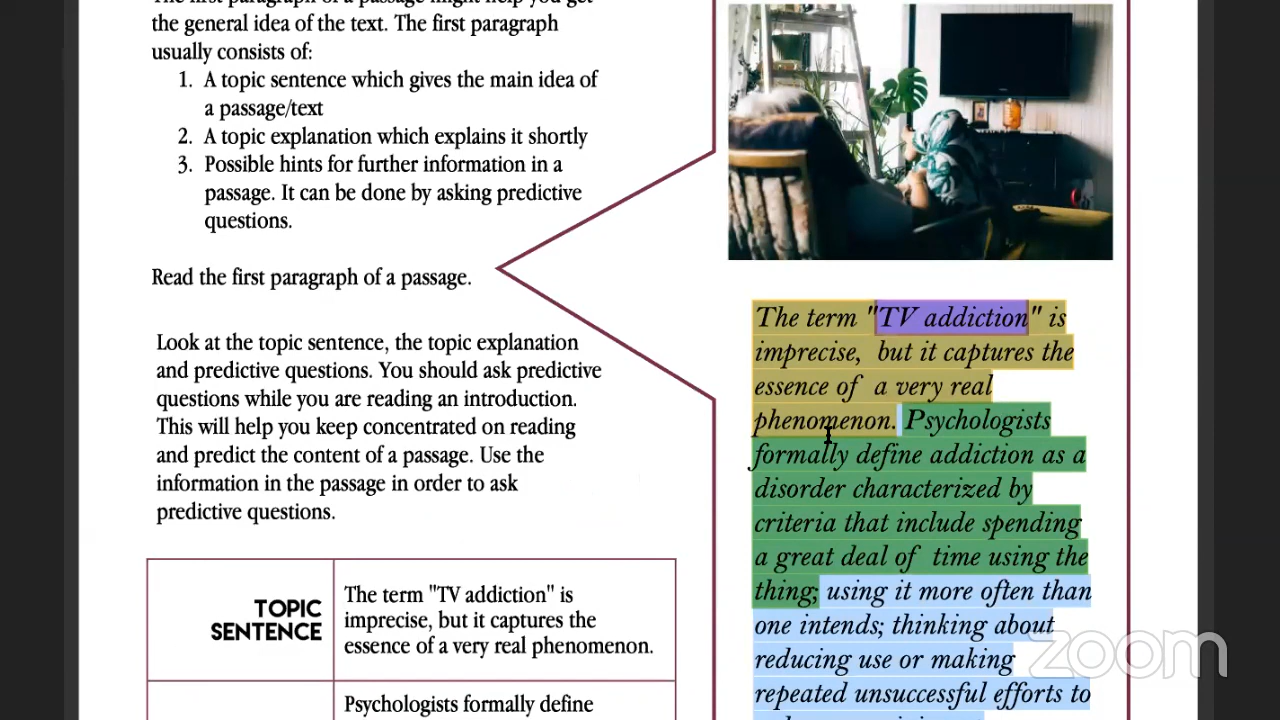 The first paragraph of a passage might help you get
the general idea of the text. The first paragraph
usually consists of:
1. A topic sentence which gives the main idea of
a passage/text
2. A topic explanation which explains it shortly
3. Possible hints for further information in a
passage. It can be done by asking predictive
questions.
Read the first paragraph of a passage.
Look at the topic sentence, the topic explanation
and predictive questions. You should ask predictive
questions while you are reading an introduction.
This will help you keep concentrated on reading
and predict the content of a passage. Use the
information in the passage in order to ask
predictive questions.
TOPIC
SENTENCE
The term "TV addiction" is
imprecise, but it captures the
essence of a very real phenomenon.
Psychologists formally define
The term "TV addiction" is
imprecise, but it captures the
essence of a very real
phenomenon. Psychologists
formally define addiction as a
disorder characterized by
criteria that include spending
a great deal of time using the
thing; using it more often than
one intends; thinking about
reducing use or making
repeated unsuccessful efforts to
zoom